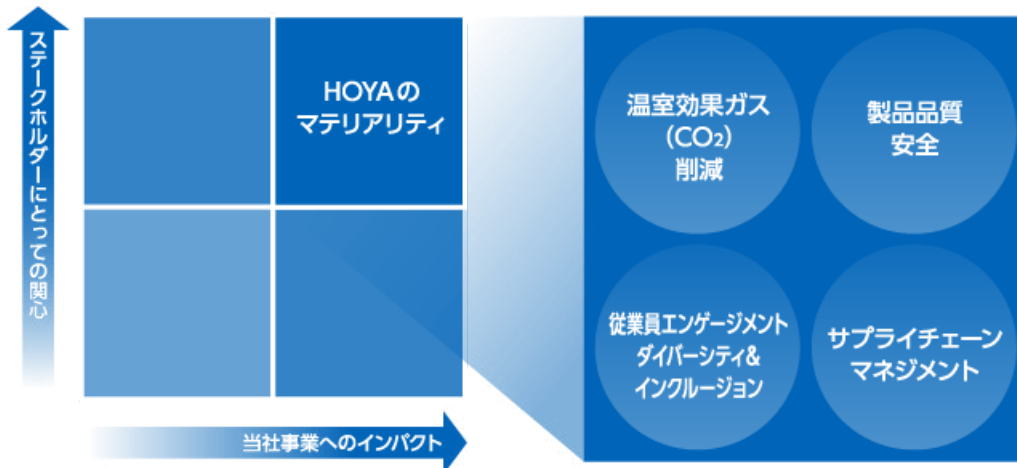 ステークホルダーにとっての関心
HOYAの
マテリアリティ
当社事業へのインパクト
温室効果ガス
(CO₂)
削減
製品品質
安全
従業員エンゲージメント
ダイバーシティ&
インクルージョン
サプライチェーン
マネジメント